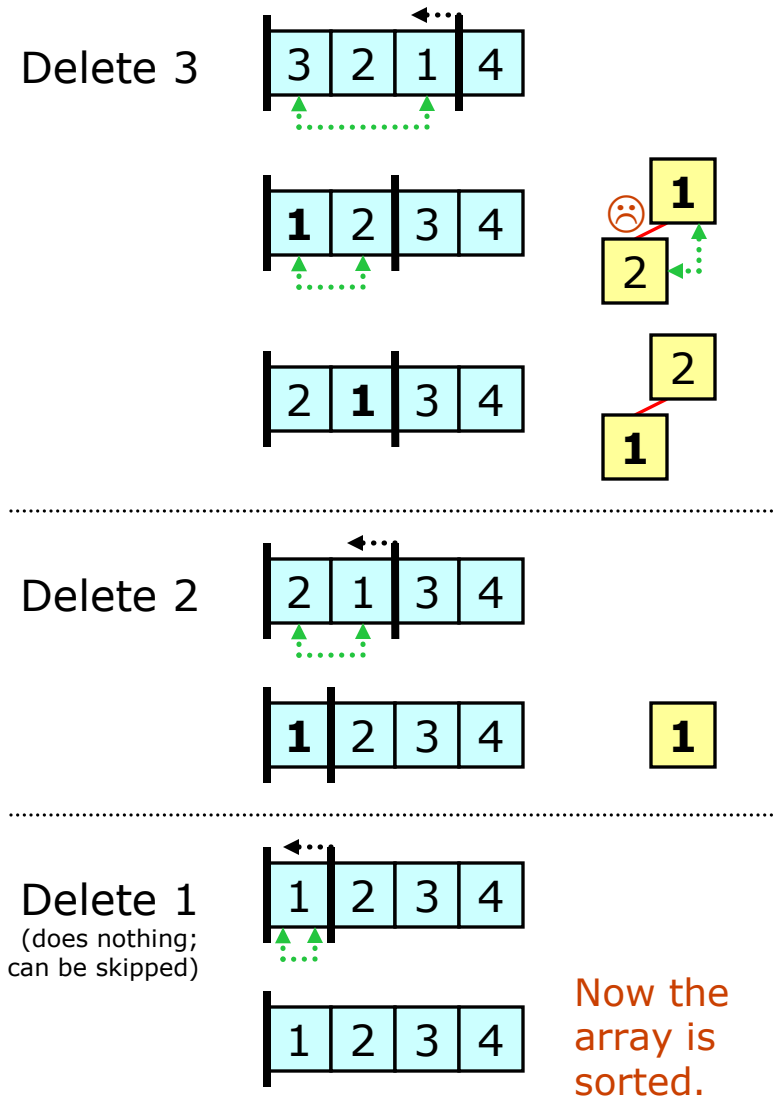 Delete 3
3 2 1 4
1 2 3 4
1
2
2 1 3 4
2
1
Delete 2
2 1 3 4
1 2 3 4
1
Delete 1
(does nothing;
can be skipped)
1 2 3 4
1 2 3 4
Now the
array is
sorted.